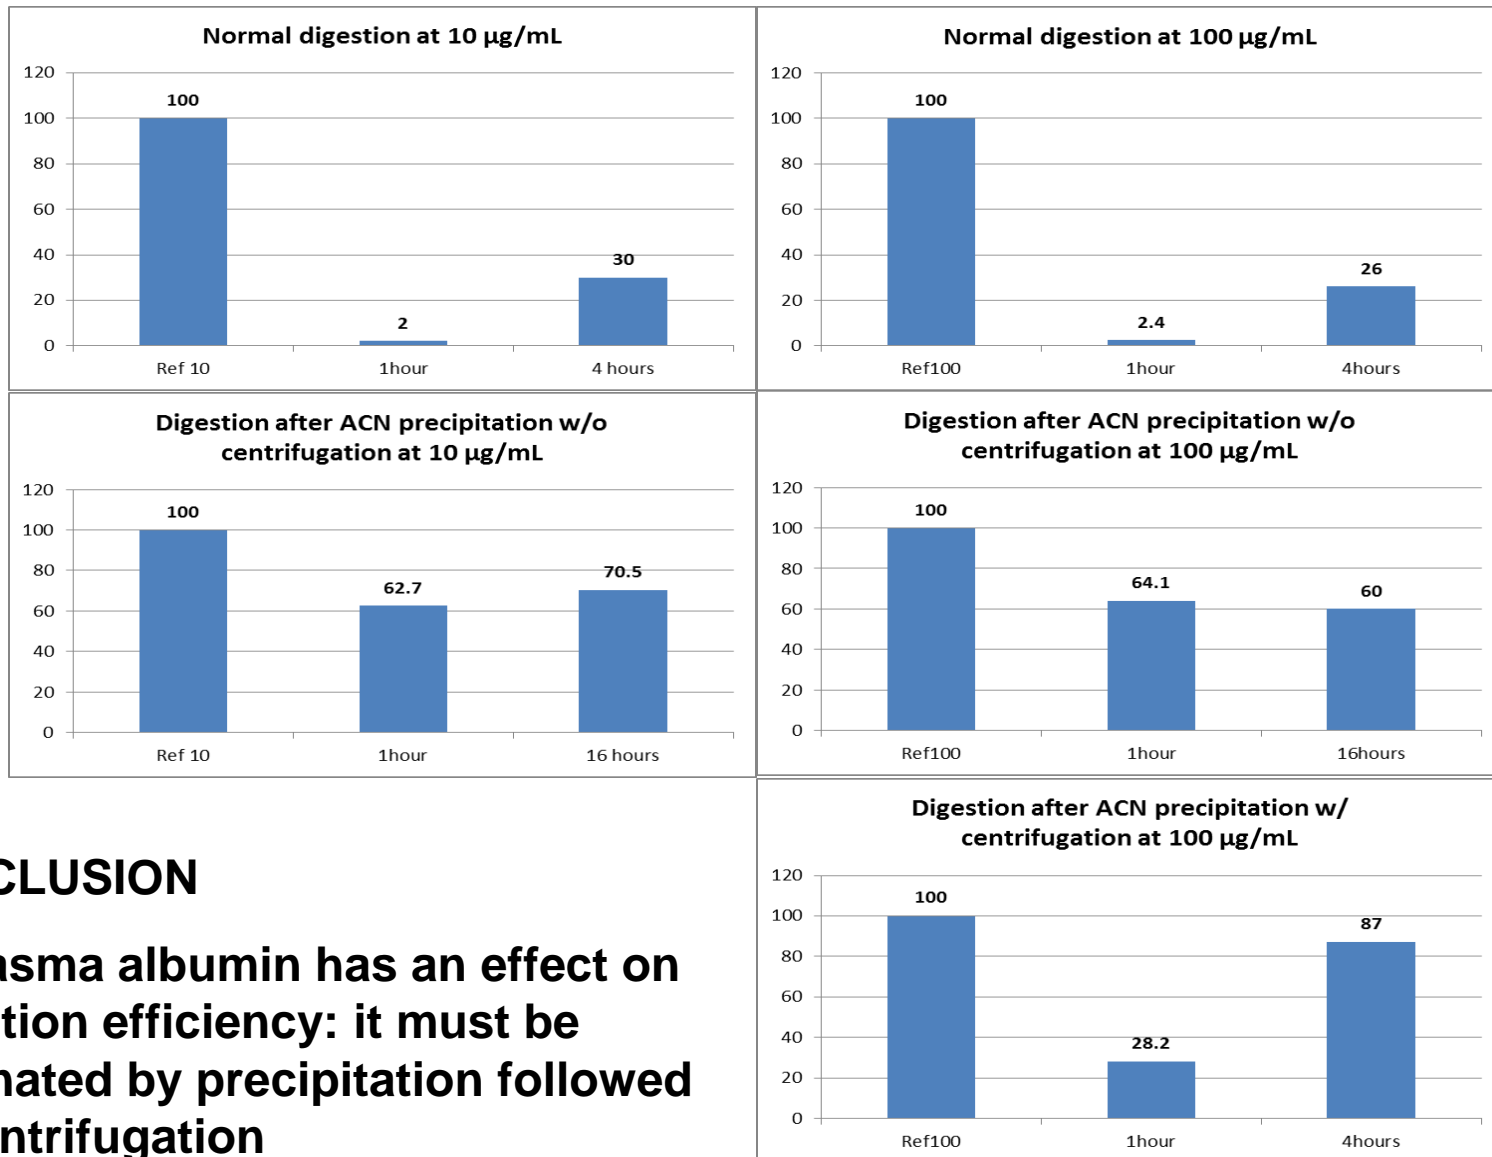 Normal digestion at 10 µg/mL
120
100
80
60
40
20
0
100
2
30
Ref 10 1hour 4 hours
Normal digestion at 100 µg/mL
120
100
80
60
40
20
0
100
2.4
26
Ref100 1hour 4hours
Digestion after ACN precipitation w/o
centrifugation at 10 µg/mL
120
100
80
60
40
20
0
100
62.7
70.5
Ref 10 1hour 16 hours
Digestion after ACN precipitation w/o
centrifugation at 100 µg/mL
120
100
80
60
40
20
0
100
64.1
60
Ref100 1hour 16hours
Digestion after ACN precipitation w/
centrifugation at 100 µg/mL
120
100
80
60
40
20
0
100
28.2
87
Ref100 1hour 4hours
CLUSION
asma albumin has an effect on
tion efficiency: it must be
nated by precipitation followed
ntrifugation